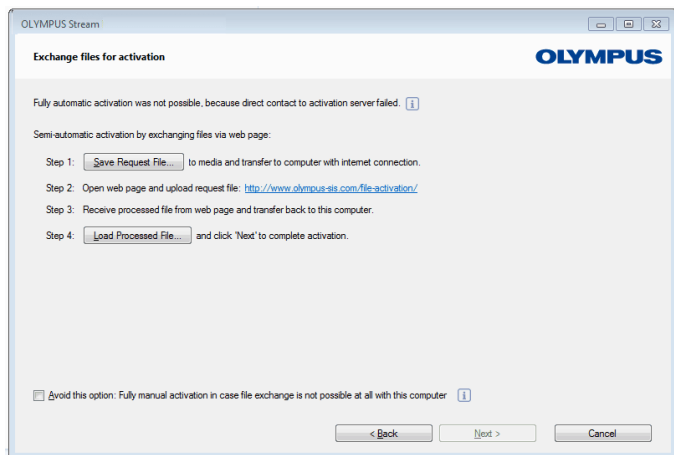 OLYMPUS Stream
Exchange files for activation
OLYMPUS
Fully automatic activation was not possible, because direct contact to activation server failed.
Semi-automatic activation by exchanging files via web page:
Step 1: Save Request File... to media and transfer to computer with internet connection.
Step 2: Open web page and upload request file: http://www.olympus-sis.com/file-activation/
Step 3: Receive processed file from web page and transfer back to this computer.
Step 4: Load Processed File... and click 'Next' to complete activation.
Avoid this option: Fully manual activation in case file exchange is not possible at all with this computer
< Back Next > Cancel